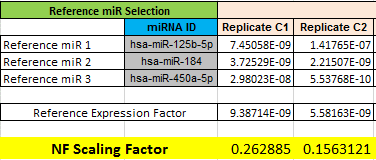 Reference miR Selection
miRNA ID Replicate C1 Replicate C2
Reference miR 1 hsa-miR-125b-5p 7.45058E-09 1.41765E-07
Reference miR 2 hsa-miR-184 3.72529E-09 2.21507E-09
Reference miR 3 hsa-miR-450a-5p 2.98023E-08 5.53768E-10
Reference Expression Factor 9.38714E-09 5.58163E-09
NF Scaling Factor 0.262885 0.1563121